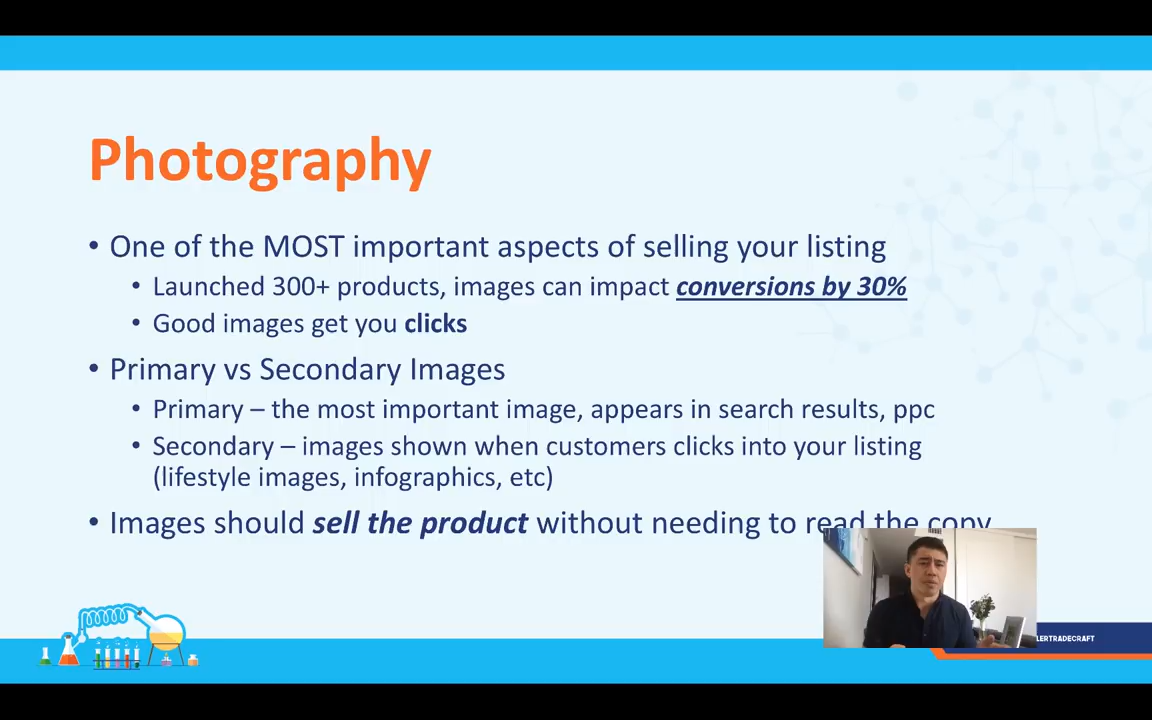 Photography
• One of the MOST important aspects of selling your listing
• Launched 300+ products, images can impact conversions by 30%
• Good images get you clicks
• Primary vs Secondary Images
• Primary – the most important image, appears in search results, ppc
• Secondary – images shown when customers clicks into your listing
(lifestyle images, infographics, etc)
• Images should sell the product without needing to read the copy
LERTRADECRAFT